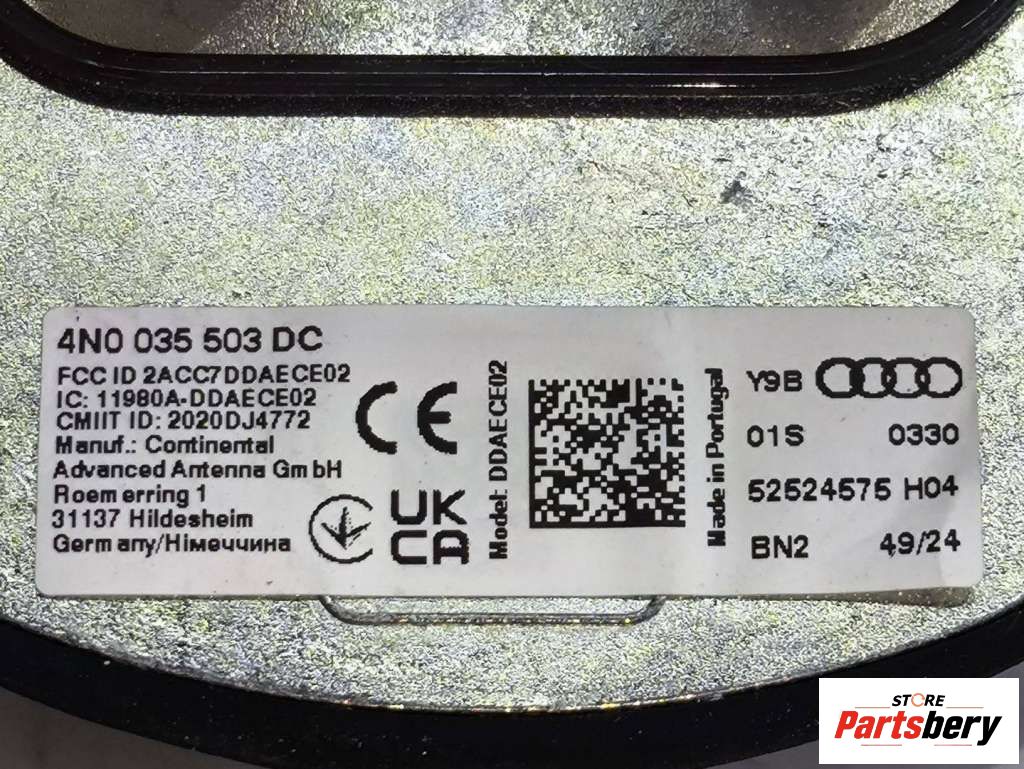 4N0 035 503 DC
FCC ID 2ACC7DDAECE02
IC: 11980A-DDAECE02
CMIIT ID: 2020DJ4772
Manuf.: Continental
Advanced Antenna GmbH
Roemerring 1
31137 Hildesheim
Germany/Німеччина
CE
UK
CA
Model: DDAECE02
Made in Portugal
Y9B
01S 0330
52524575 H04
BN2 49/24
STORE
Partsbery